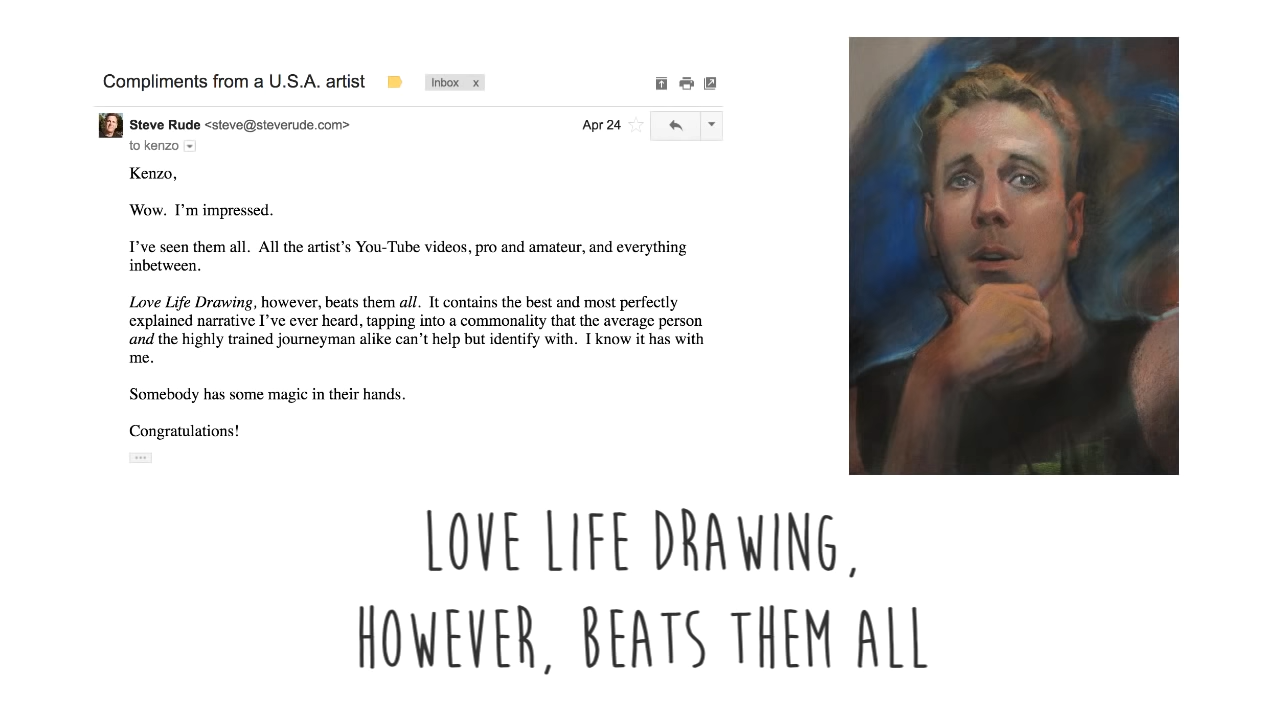 Compliments from a U.S.A. artist Inbox x
Steve Rude <steve@steverude.com> Apr 24
to kenzo
Kenzo,
Wow. I'm impressed.
I've seen them all. All the artist's You-Tube videos, pro and amateur, and everything
inbetween.
Love Life Drawing, however, beats them all. It contains the best and most perfectly
explained narrative I've ever heard, tapping into a commonality that the average person
and the highly trained journeyman alike can't help but identify with. I know it has with
me.
Somebody has some magic in their hands.
Congratulations!
LOVE LIFE DRAWING,
HOWEVER, BEATS THEM ALL